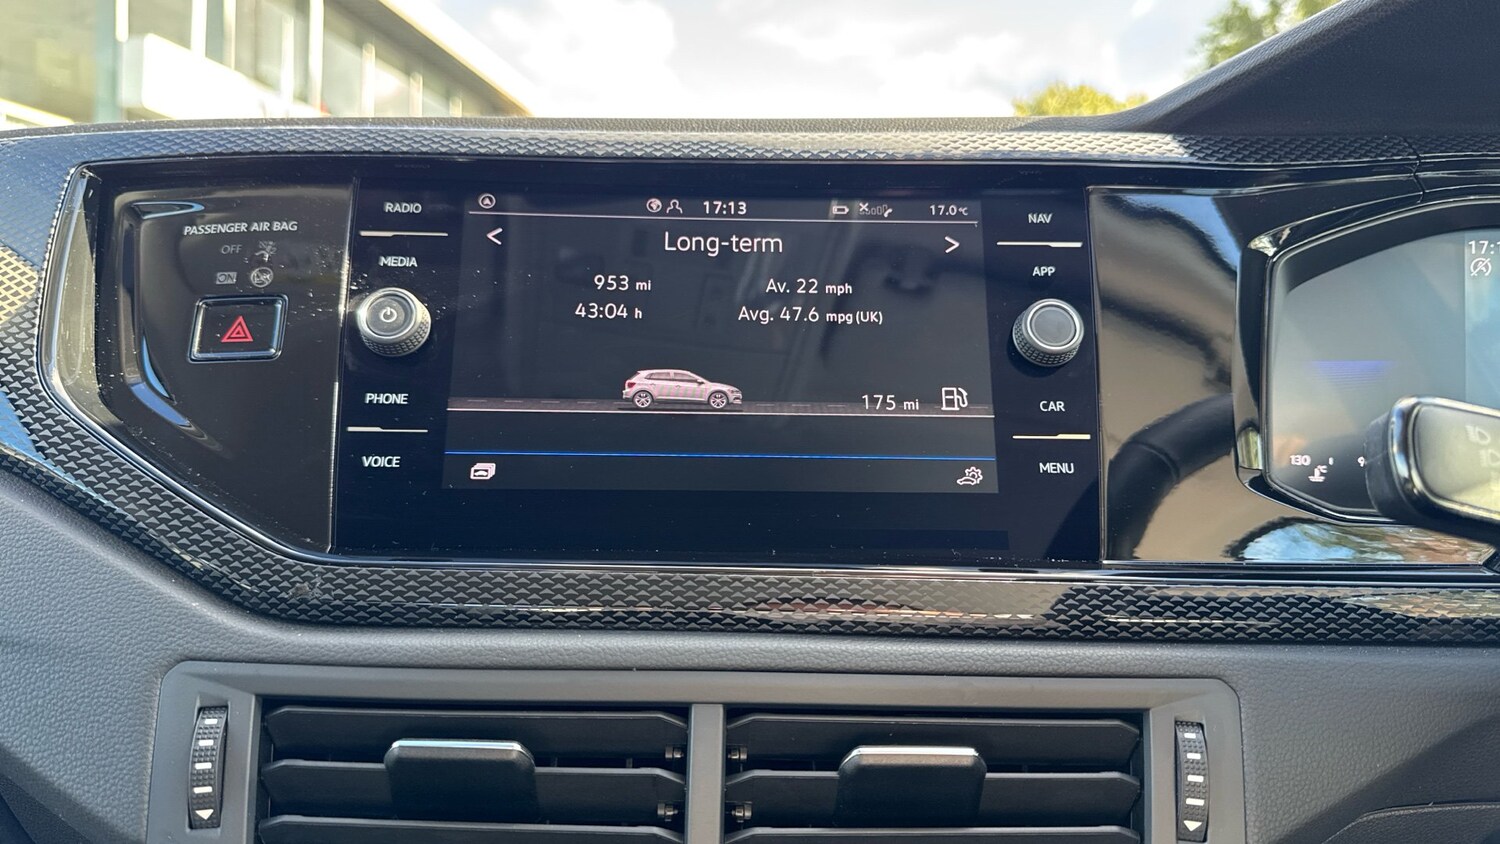 PASSENGER AIR BAG
OFF
ON
RADIO
MEDIA
PHONE
VOICE
17:13
17.0°C
Long-term
953 mi
Av. 22 mph
43:04 h
Avg. 47.6 mpg (UK)
175 mi
NAV
APP
CAR
MENU
130